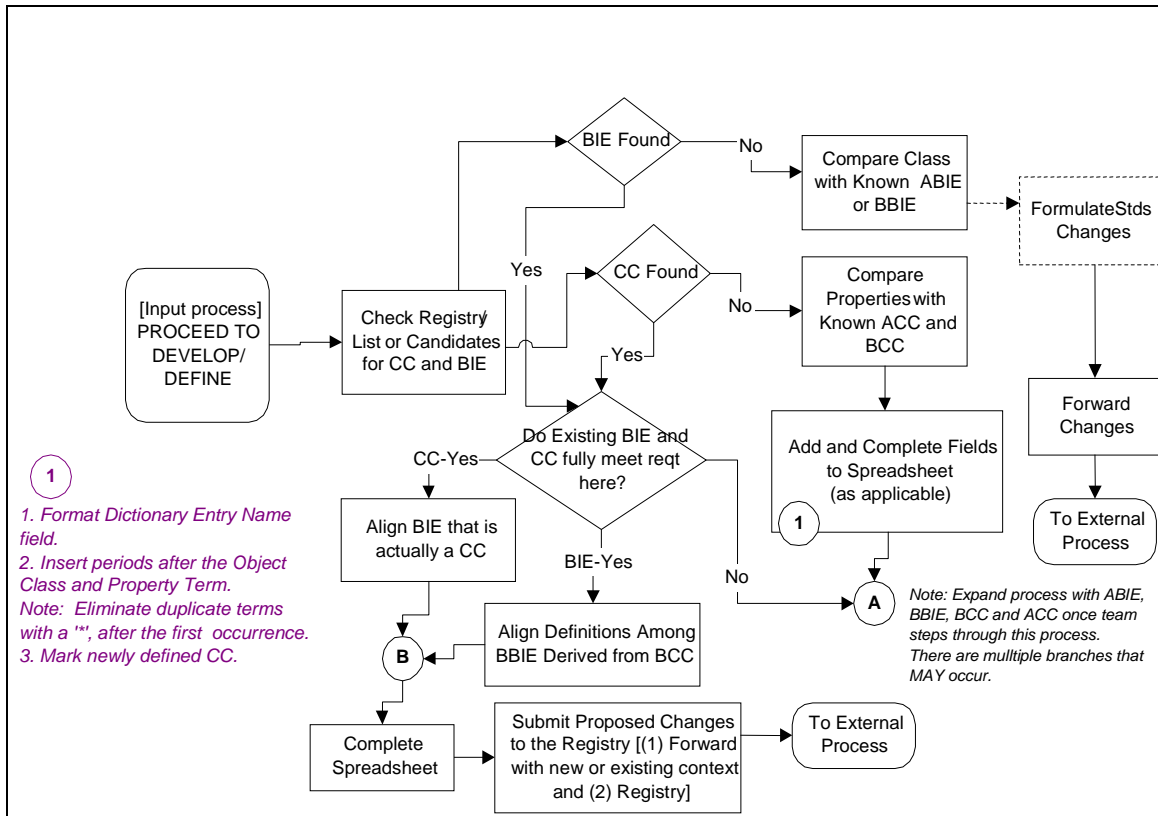 BIE Found
No
Compare Class
with Known ABIE
or BBIE
FormulateStds
Changes
Yes
CC Found
No
Compare
Properties with
Known ACC and
BCC
[Input process]
PROCEED TO
DEVELOP/
DEFINE
Check Registry/
List or Candidates
for CC and BIE
Yes
Forward
Changes
Do Existing BIE and
CC fully meet reqt
here?
CC-Yes
Add and Complete Fields
to Spreadsheet
(as applicable)
1
To External
Process
1
1. Format Dictionary Entry Name
field.
2. Insert periods after the Object
Class and Property Term.
Note: Eliminate duplicate terms
with a '*', after the first occurrence.
3. Mark newly defined CC.
Align BIE that is
actually a CC
BIE-Yes
No
A
Note: Expand process with ABIE,
BBIE, BCC and ACC once team
steps through this process.
There are mulltiple branches that
MAY occur.
B
Align Definitions Among
BBIE Derived from BCC
Complete
Spreadsheet
Submit Proposed Changes
to the Registry [(1) Forward
with new or existing context
and (2) Registry]
To External
Process